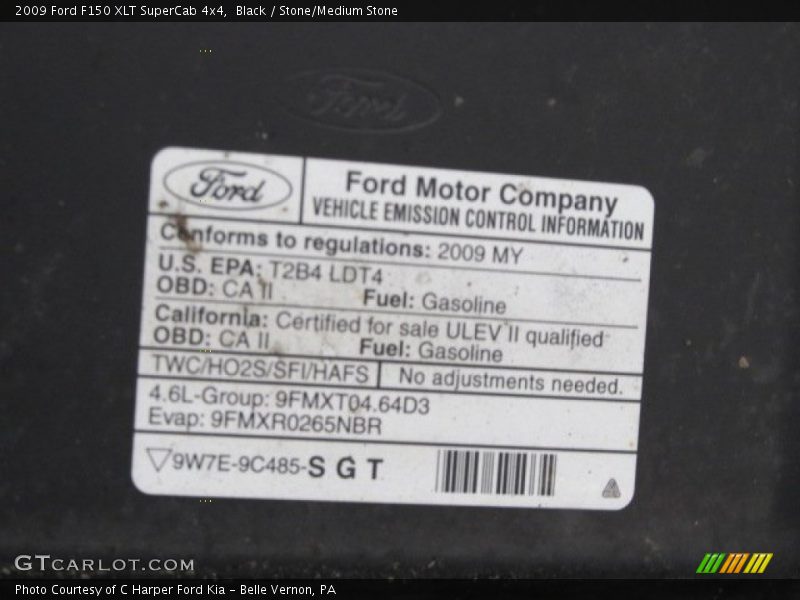 2009 Ford F150 XLT SuperCab 4x4,  Black / Stone/Medium Stone
Ford
Ford
Ford Motor Company
VEHICLE EMISSION CONTROL INFORMATION
Conforms to regulations: 2009 MY
U.S. EPA: T2B4 LDT4
OBD: CA II Fuel: Gasoline
California: Certified for sale ULEV II qualified
OBD: CA II Fuel: Gasoline
TWC/HO2S/SFI/HAFS No adjustments needed.
4.6L-Group: 9FMXT04.64D3
Evap: 9FMXR0265NBR
9W7E-9C485-S G T
GTCARLOT.COM
Photo Courtesy of C Harper Ford Kia - Belle Vernon, PA